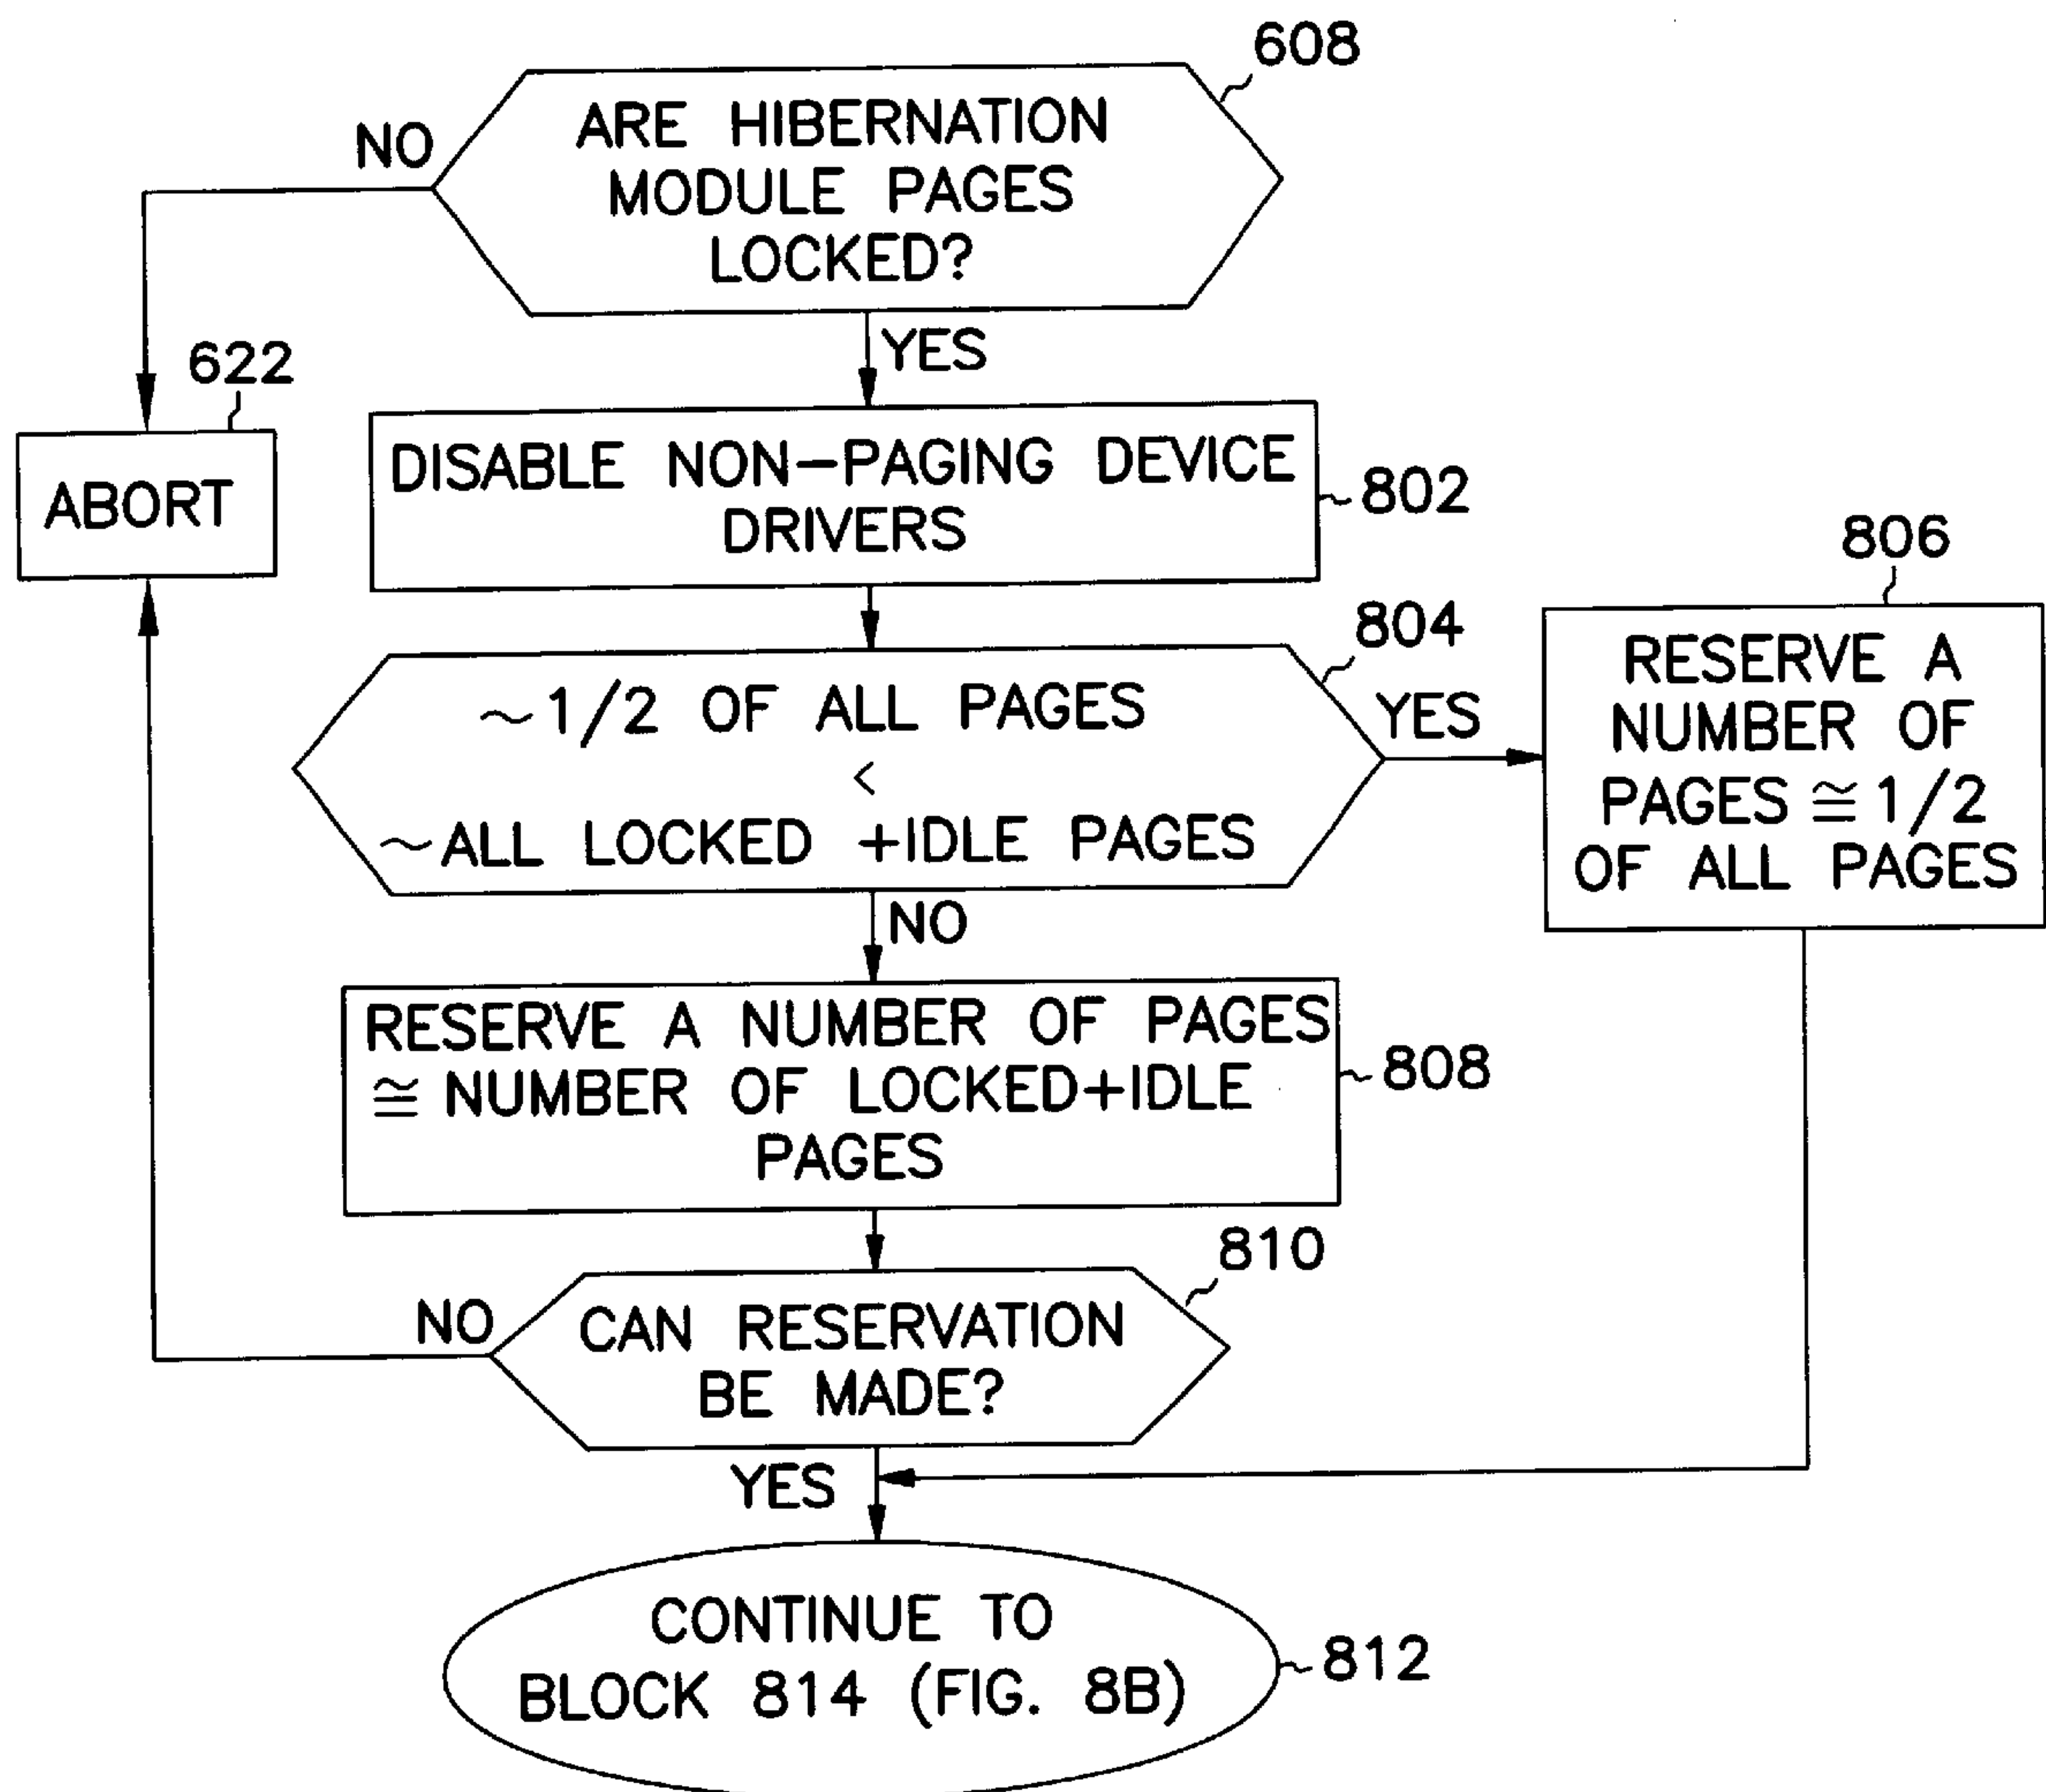 608
ARE HIBERNATION
MODULE PAGES
LOCKED?
NO
YES
622
ABORT
DISABLE NON-PAGING DEVICE
DRIVERS
802
804
~1/2 OF ALL PAGES
<
~ALL LOCKED +IDLE PAGES
YES
806
RESERVE A
NUMBER OF
PAGES ≅ 1/2
OF ALL PAGES
NO
RESERVE A NUMBER OF PAGES
≅ NUMBER OF LOCKED+IDLE
PAGES
808
810
CAN RESERVATION
BE MADE?
NO
YES
CONTINUE TO
BLOCK 814 (FIG. 8B)
812